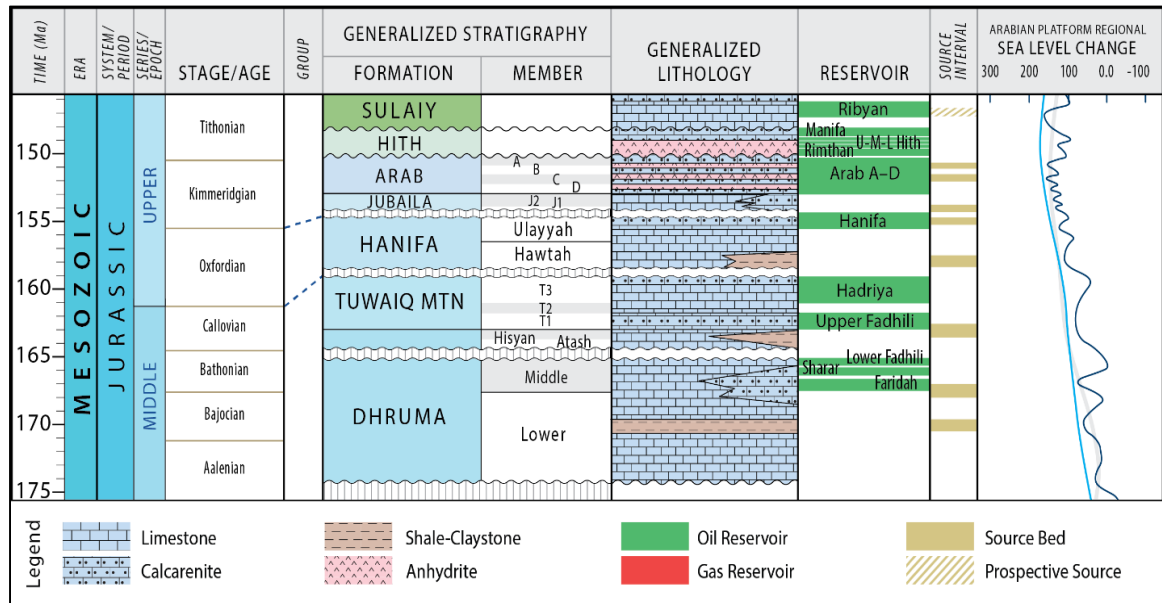 TIME (Ma)
ERA
SYSTEM/
PERIOD
SERIES/
EPOCH
STAGE/AGE
GROUP
GENERALIZED STRATIGRAPHY
FORMATION
MEMBER
GENERALIZED
LITHOLOGY
RESERVOIR
SOURCE
INTERVAL
ARABIAN PLATFORM REGIONAL
SEA LEVEL CHANGE
300 200 100 0.0 -100
150
155
160
165
170
175
MESOZOIC
JURASSIC
UPPER
MIDDLE
Tithonian
Kimmeridgian
Oxfordian
Callovian
Bathonian
Bajocian
Aalenian
SULAIY
HITH
ARAB
JUBAILA
HANIFA
TUWAIQ MTN
DHRUMA
A
B
C
D
J2 J1
Ulayyah
Hawtah
T3
T2
T1
Hisyan Atash
Middle
Lower
Ribyan
Manifa
U-M-L Hith
Rimthan
Arab A–D
Hanifa
Hadriya
Upper Fadhili
Lower Fadhili
Sharar
Faridah
Legend
Limestone
Calcarenite
Shale-Claystone
Anhydrite
Oil Reservoir
Gas Reservoir
Source Bed
Prospective Source